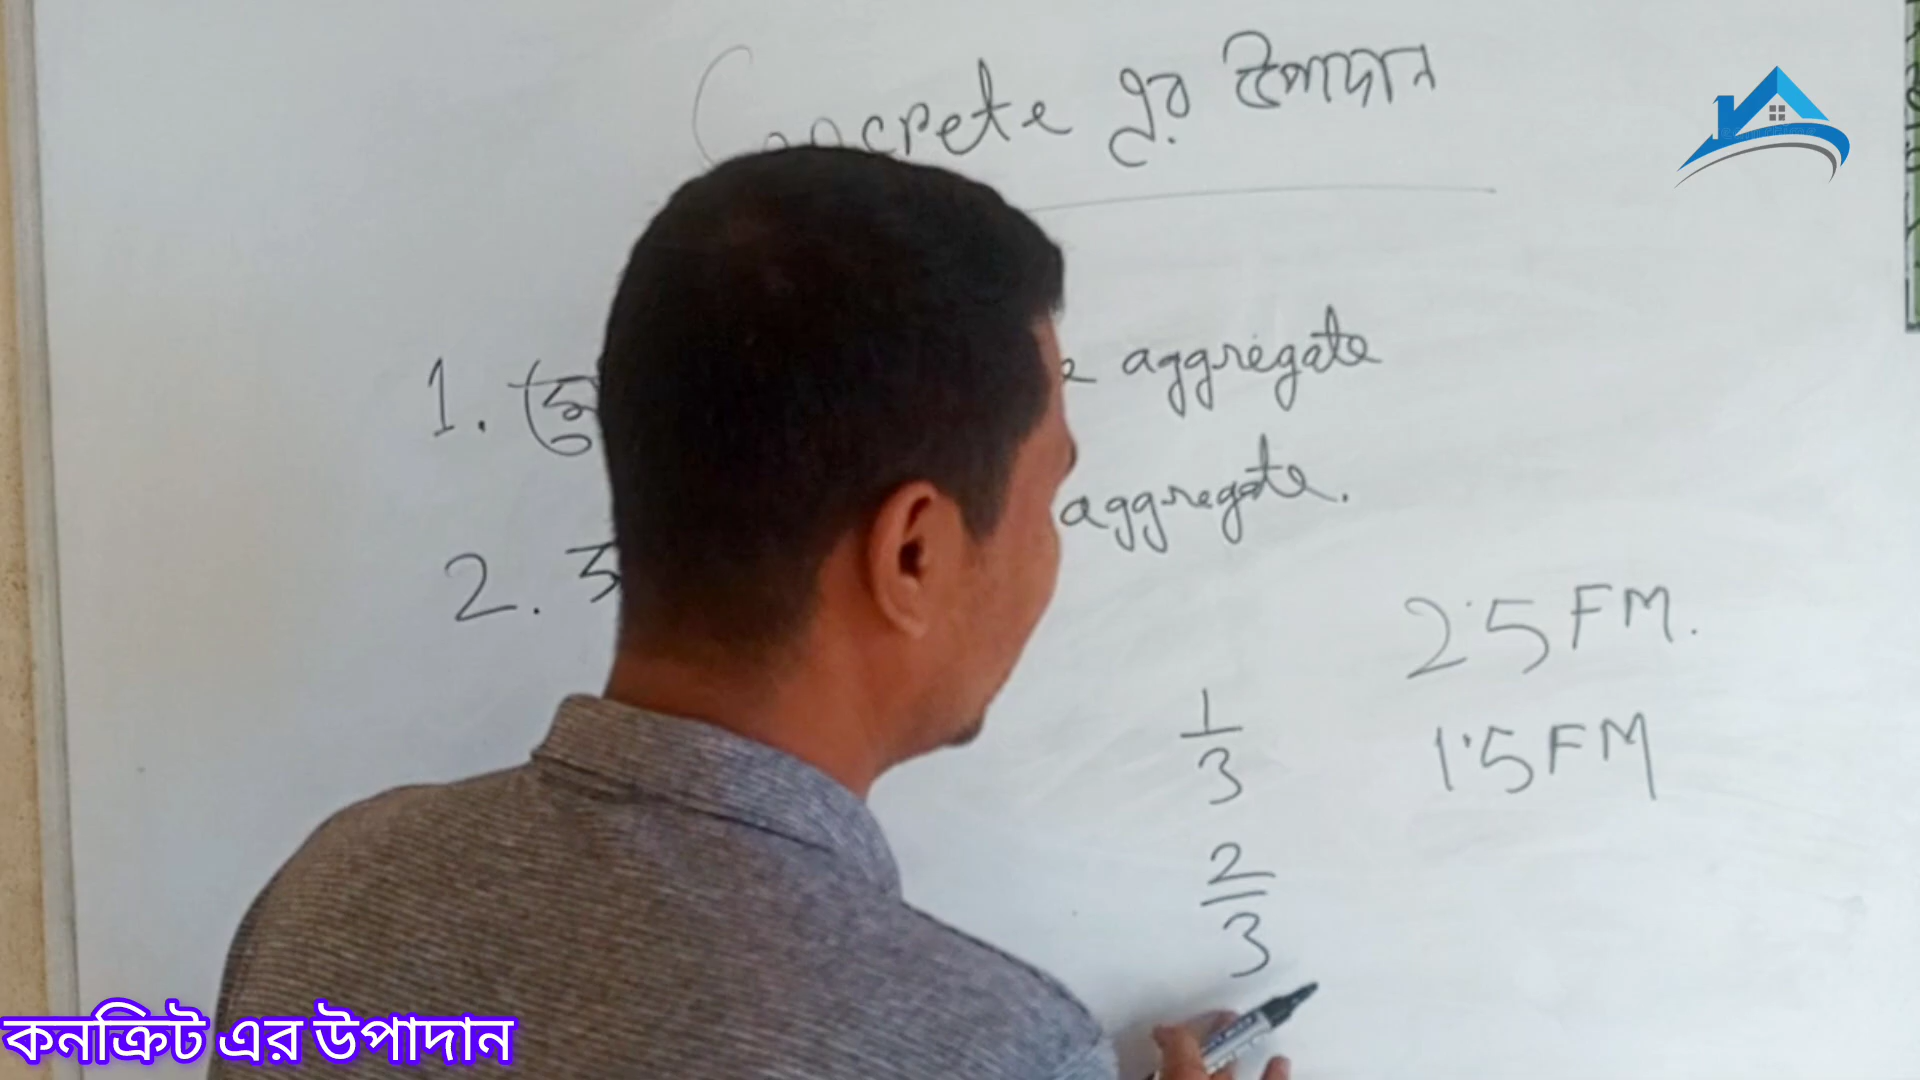 Concrete এর উপাদান
1. aggregate
2. aggregate.
2.5 FM.
1/3
1.5 FM
2/3
কনক্রিট এর উপাদান